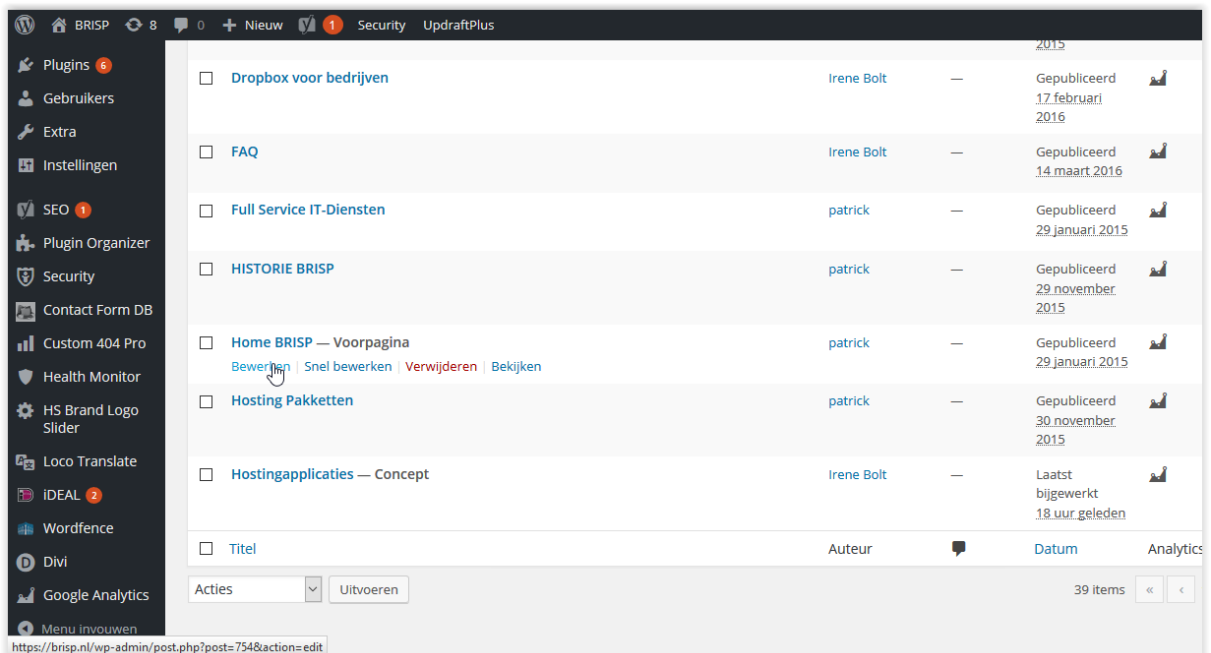 BRISP 8 0 + Nieuw 1 Security UpdraftPlus
Plugins 6
Gebruikers
Extra
Instellingen
SEO 1
Plugin Organizer
Security
Contact Form DB
Custom 404 Pro
Health Monitor
HS Brand Logo
Slider
Loco Translate
iDEAL 2
Wordfence
Divi
Google Analytics
Menu invouwen
2015
Dropbox voor bedrijven Irene Bolt — Gepubliceerd
17 februari
2016
FAQ Irene Bolt — Gepubliceerd
14 maart 2016
Full Service IT-Diensten patrick — Gepubliceerd
29 januari 2015
HISTORIE BRISP patrick — Gepubliceerd
29 november
2015
Home BRISP — Voorpagina patrick — Gepubliceerd
Bewerken | Snel bewerken | Verwijderen | Bekijken 29 januari 2015
Hosting Pakketten patrick — Gepubliceerd
30 november
2015
Hostingapplicaties — Concept Irene Bolt — Laatst
bijgewerkt
18 uur geleden
Titel Auteur Datum Analytics
Acties Uitvoeren 39 items « ‹
https://brisp.nl/wp-admin/post.php?post=754&action=edit